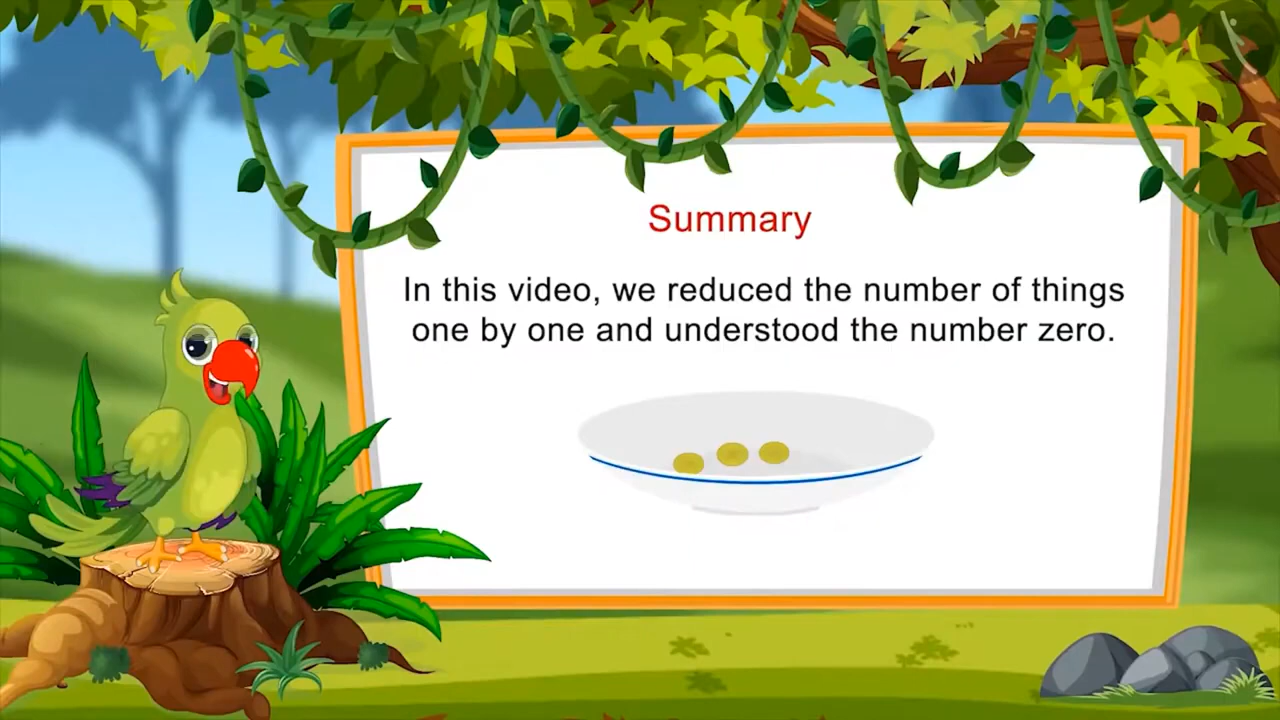 Summary
In this video, we reduced the number of things
one by one and understood the number zero.